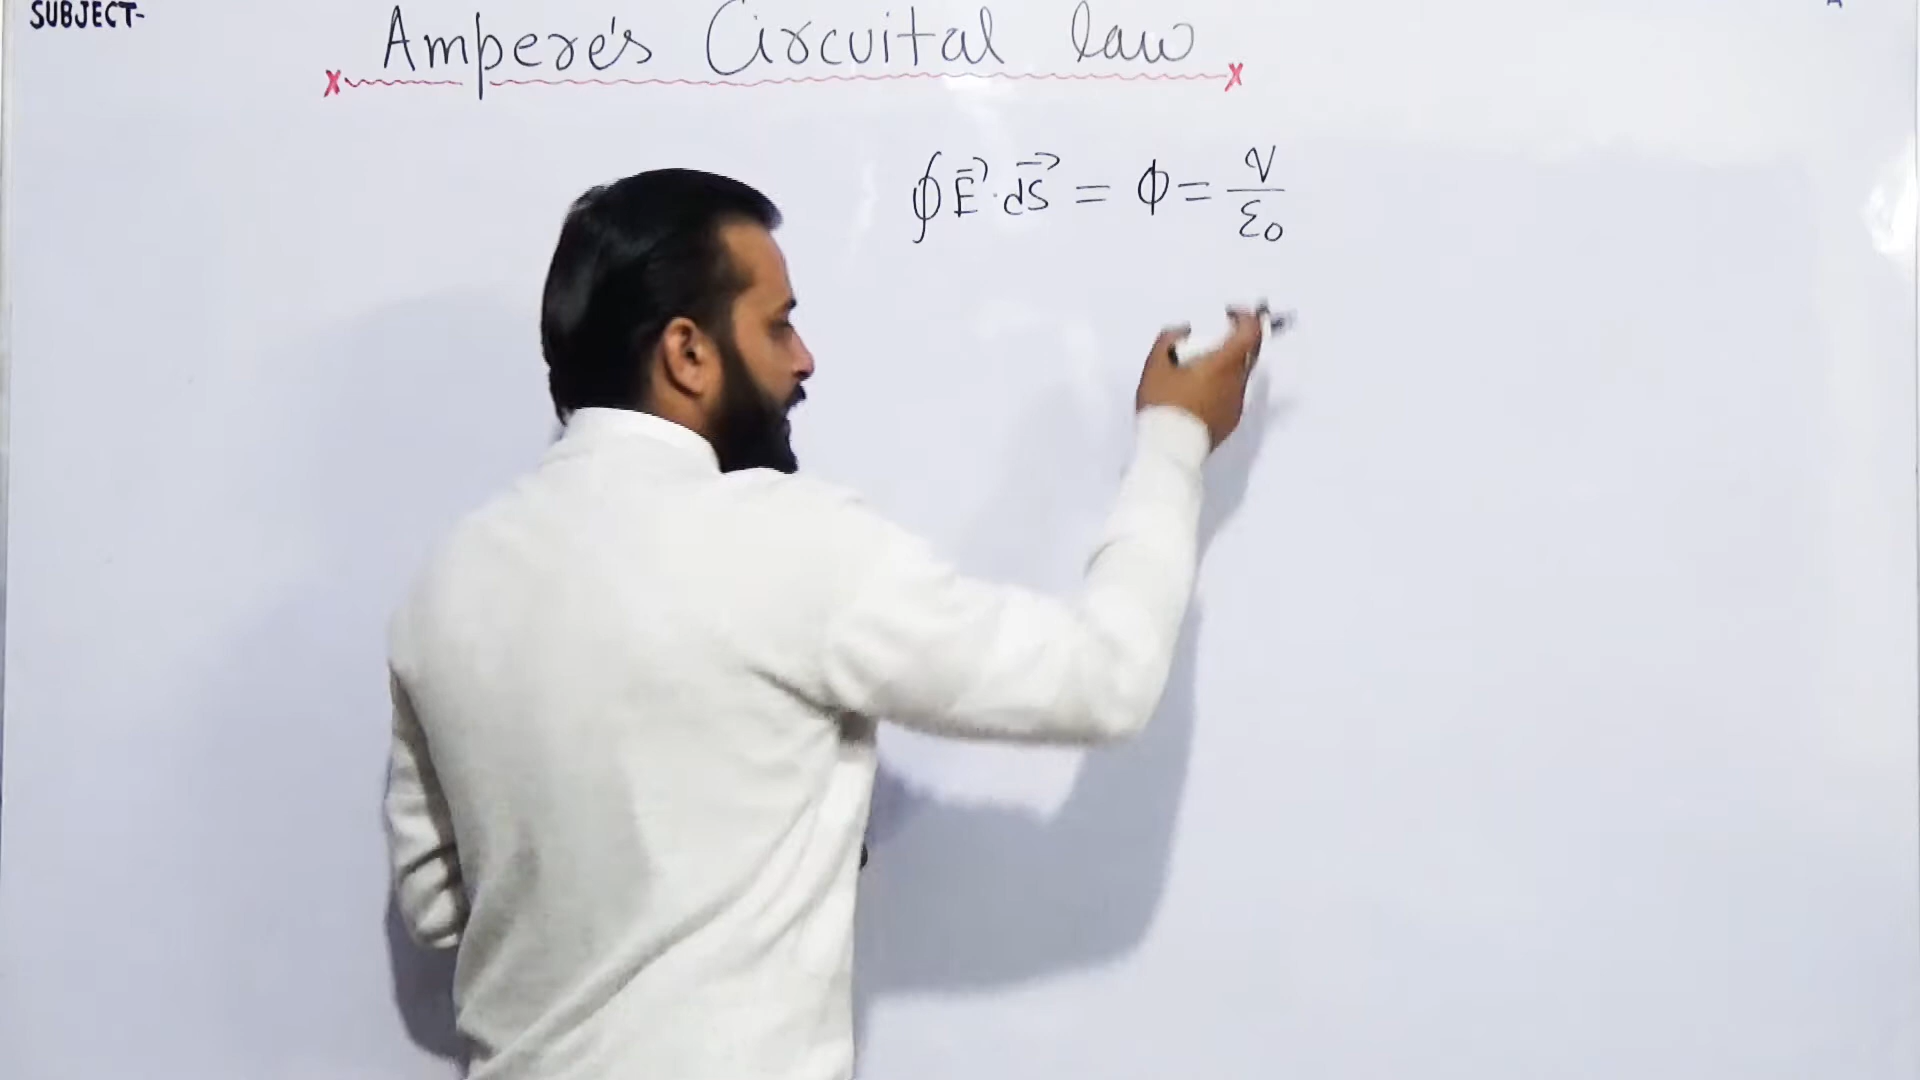 SUBJECT-
Ampere's Circuital law
∮E⃗·dS⃗ = ϕ = q/ε₀